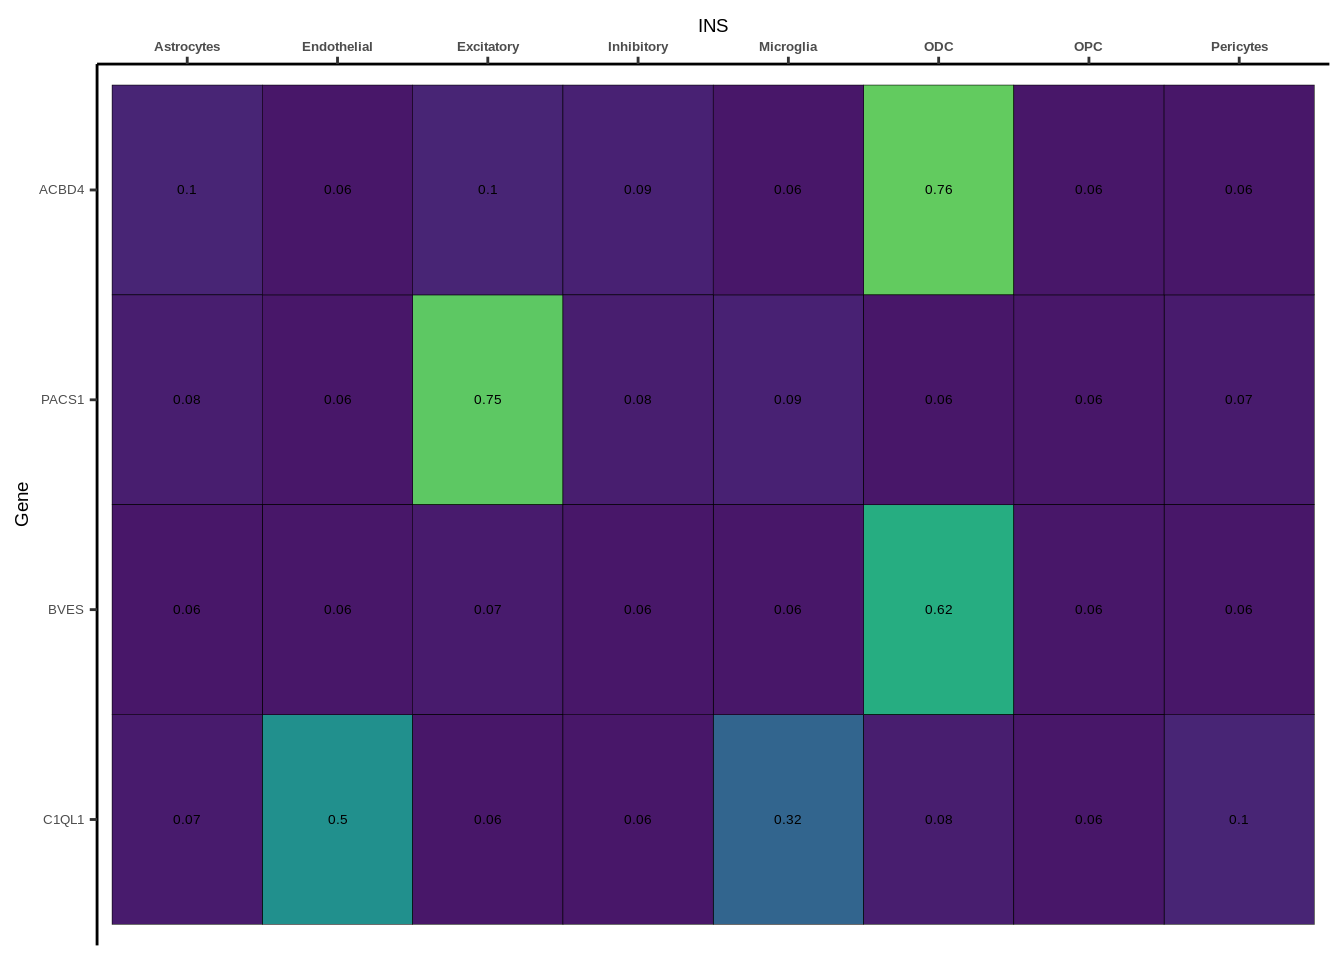 INS
Astrocytes Endothelial Excitatory Inhibitory Microglia ODC OPC Pericytes
ACBD4 0.1 0.06 0.1 0.09 0.06 0.76 0.06 0.06
PACS1 0.08 0.06 0.75 0.08 0.09 0.06 0.06 0.07
Gene
BVES 0.06 0.06 0.07 0.06 0.06 0.62 0.06 0.06
C1QL1 0.07 0.5 0.06 0.06 0.32 0.08 0.06 0.1